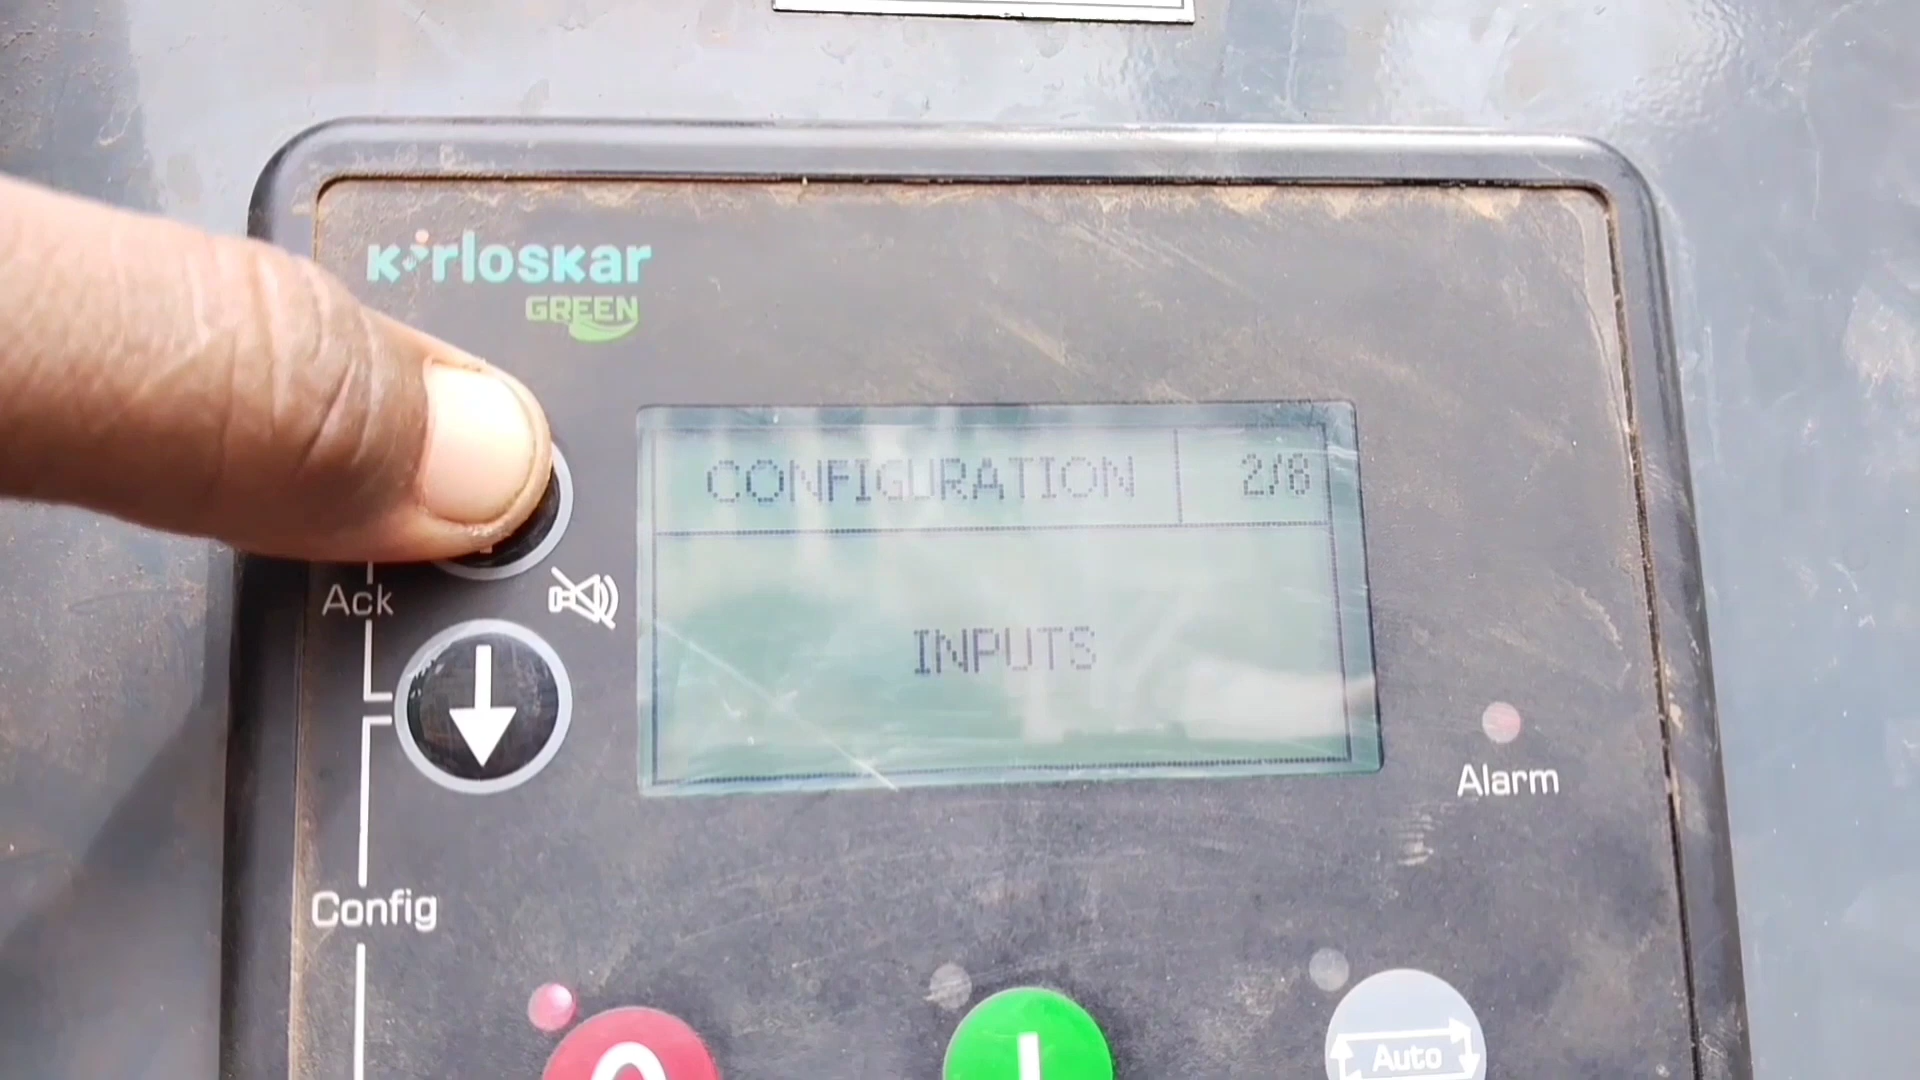 kirloskar
GREEN
CONFIGURATION 2/8
INPUTS
Ack
Alarm
Config
Auto